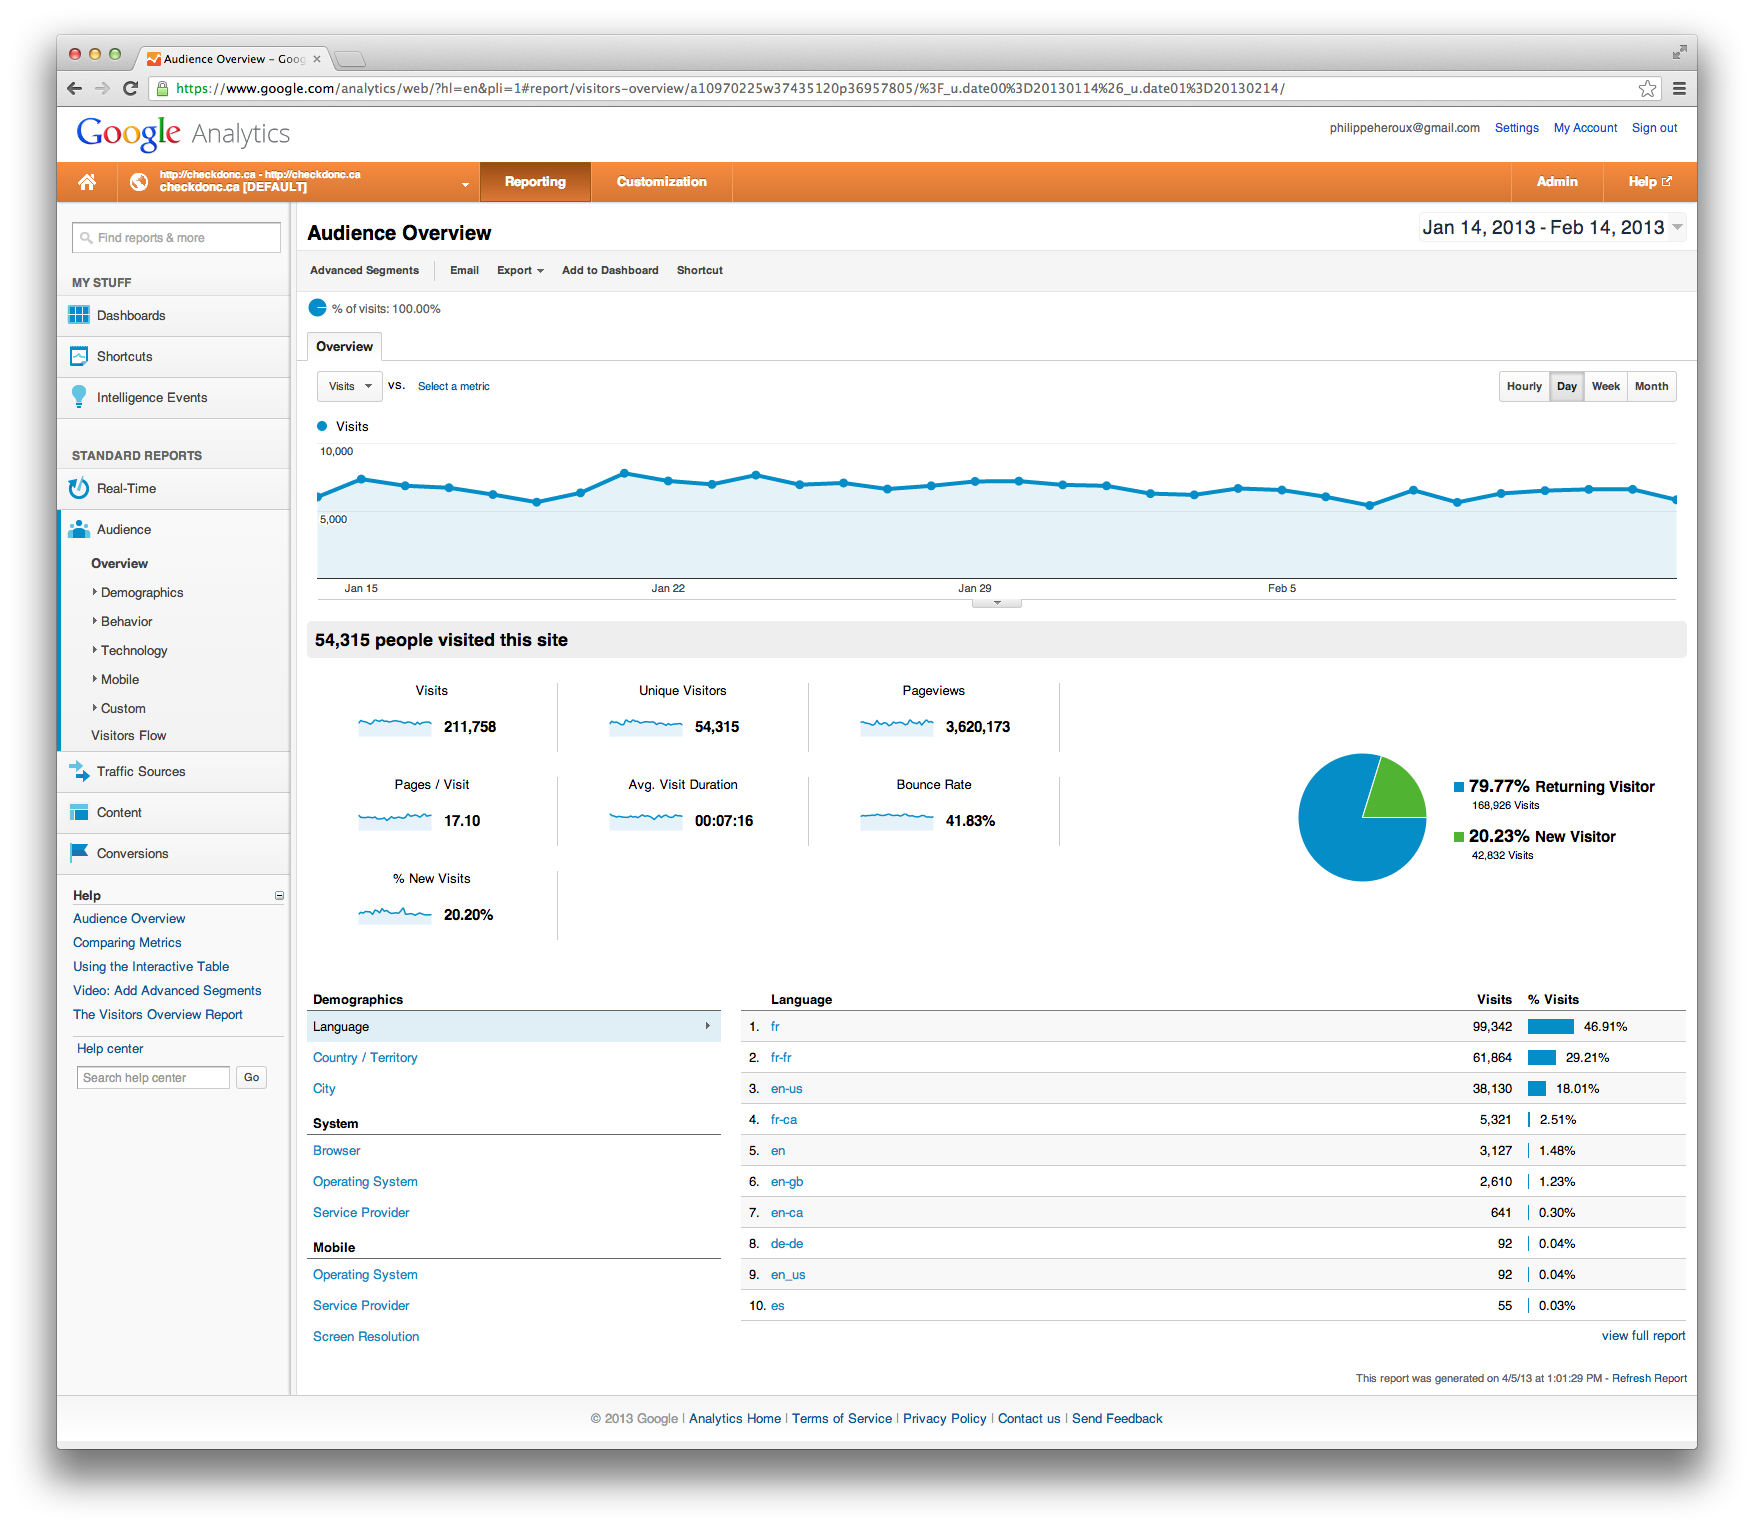 Audience Overview – Goog
https://www.google.com/analytics/web/?hl=en&pli=1#report/visitors-overview/a10970225w37435120p36957805/%3F_u.date00%3D20130114%26_u.date01%3D20130214/
Google Analytics
philippeheroux@gmail.com Settings My Account Sign out
http://checkdonc.ca - http://checkdonc.ca
checkdonc.ca [DEFAULT]
Reporting Customization Admin Help
Find reports & more
MY STUFF
Dashboards
Shortcuts
Intelligence Events
STANDARD REPORTS
Real-Time
Audience
Overview
Demographics
Behavior
Technology
Mobile
Custom
Visitors Flow
Traffic Sources
Content
Conversions
Help
Audience Overview
Comparing Metrics
Using the Interactive Table
Video: Add Advanced Segments
The Visitors Overview Report
Help center
Search help center Go
Audience Overview
Jan 14, 2013 - Feb 14, 2013
Advanced Segments Email Export Add to Dashboard Shortcut
% of visits: 100.00%
Overview
Visits vs. Select a metric
Hourly Day Week Month
Visits
10,000
5,000
Jan 15 Jan 22 Jan 29 Feb 5
54,315 people visited this site
Visits
211,758
Unique Visitors
54,315
Pageviews
3,620,173
Pages / Visit
17.10
Avg. Visit Duration
00:07:16
Bounce Rate
41.83%
% New Visits
20.20%
79.77% Returning Visitor
168,926 Visits
20.23% New Visitor
42,832 Visits
Demographics
Language
Country / Territory
City
System
Browser
Operating System
Service Provider
Mobile
Operating System
Service Provider
Screen Resolution
Language Visits % Visits
1. fr 99,342 46.91%
2. fr-fr 61,864 29.21%
3. en-us 38,130 18.01%
4. fr-ca 5,321 2.51%
5. en 3,127 1.48%
6. en-gb 2,610 1.23%
7. en-ca 641 0.30%
8. de-de 92 0.04%
9. en_us 92 0.04%
10. es 55 0.03%
view full report
This report was generated on 4/5/13 at 1:01:29 PM - Refresh Report
© 2013 Google | Analytics Home | Terms of Service | Privacy Policy | Contact us | Send Feedback